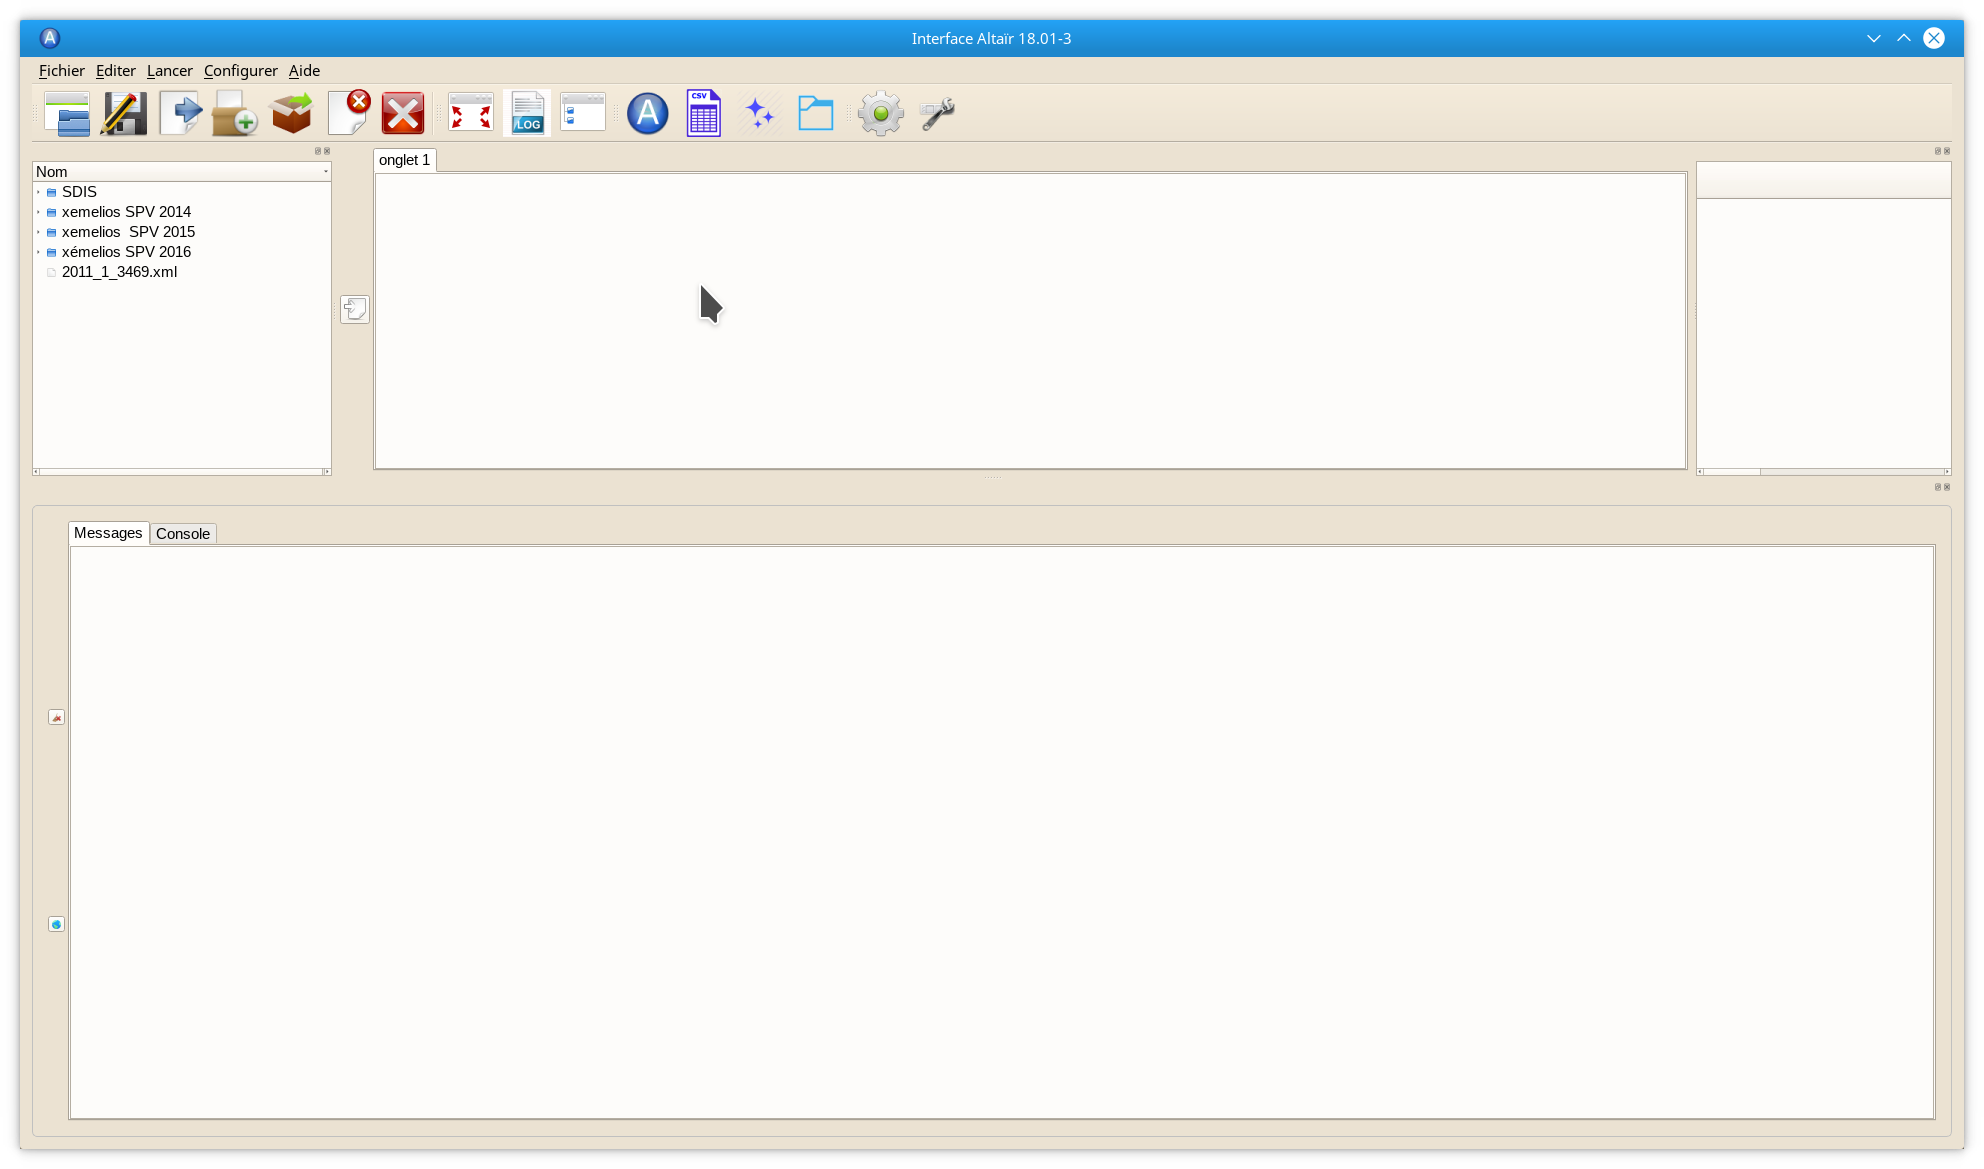 Interface Altaïr 18.01-3
Fichier Editer Lancer Configurer Aide
LOG
A
CSV
Nom
SDIS
xemelios SPV 2014
xemelios  SPV 2015
xémelios SPV 2016
2011_1_3469.xml
onglet 1
Messages Console